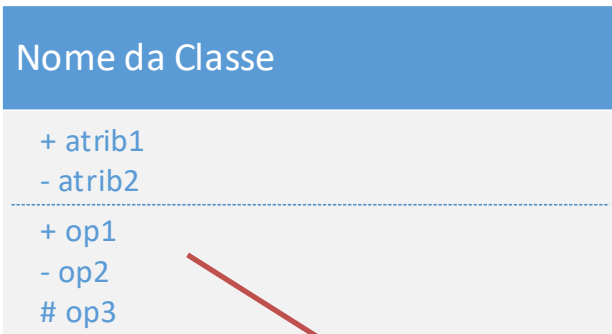 Nome da Classe
+ atrib1
- atrib2
+ op1
- op2
# op3